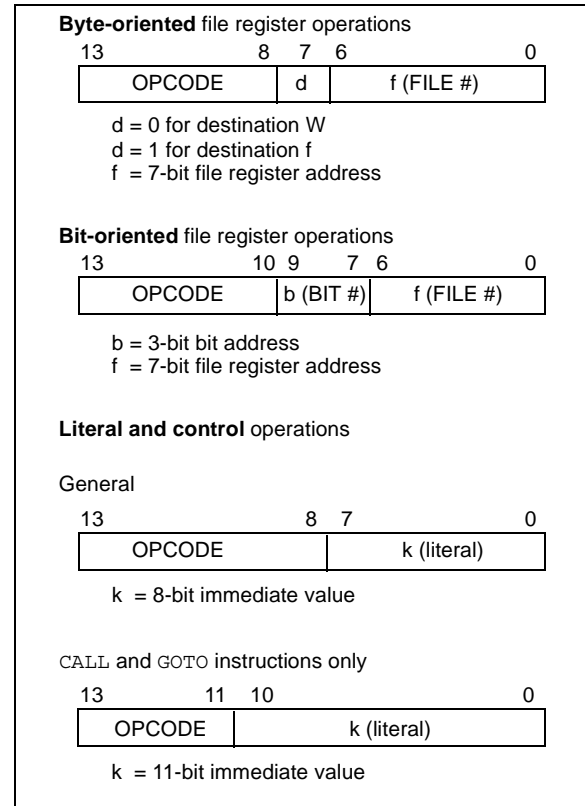 Byte-oriented file register operations
13 8 7 6 0
OPCODE d f (FILE #)
d = 0 for destination W
d = 1 for destination f
f = 7-bit file register address
Bit-oriented file register operations
13 10 9 7 6 0
OPCODE b (BIT #) f (FILE #)
b = 3-bit bit address
f = 7-bit file register address
Literal and control operations
General
13 8 7 0
OPCODE k (literal)
k = 8-bit immediate value
CALL and GOTO instructions only
13 11 10 0
OPCODE k (literal)
k = 11-bit immediate value